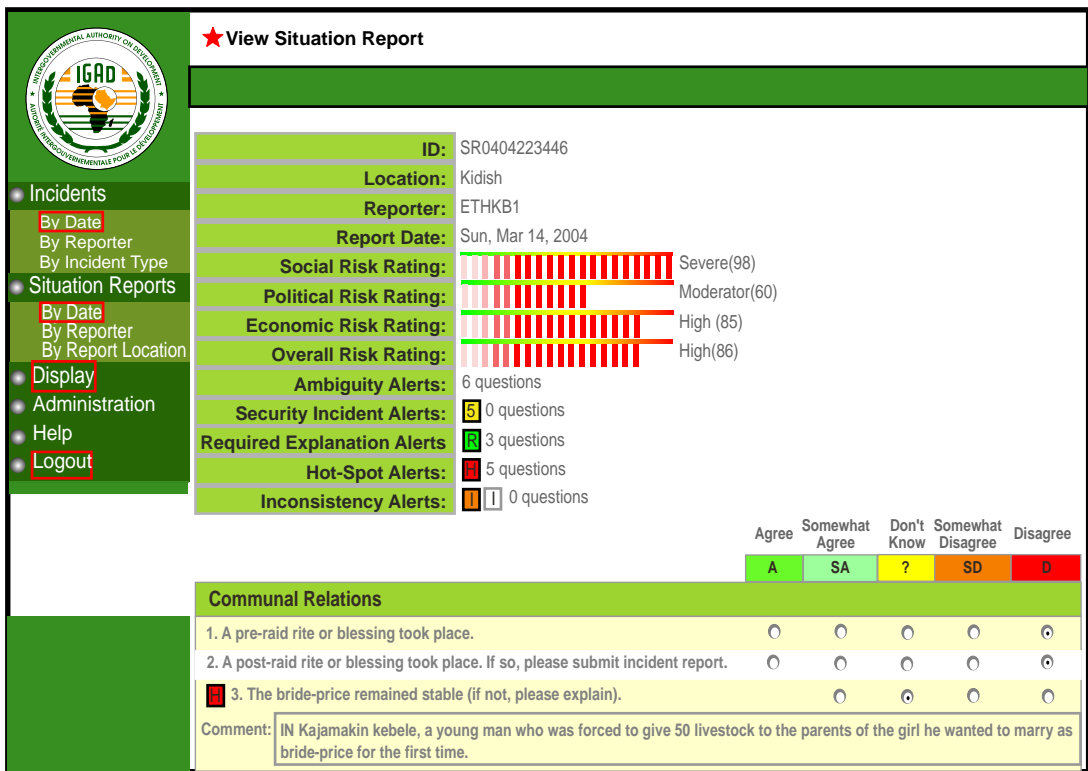 INTERGOVERNMENTAL AUTHORITY ON DEVELOPMENT
IGAD
AUTORITÉ INTERGOUVERNEMENTALE POUR LE DÉVELOPPEMENT
View Situation Report
Incidents
By Date
By Reporter
By Incident Type
Situation Reports
By Date
By Reporter
By Report Location
Display
Administration
Help
Logout
ID: SR0404223446
Location: Kidish
Reporter: ETHKB1
Report Date: Sun, Mar 14, 2004
Social Risk Rating: Severe(98)
Political Risk Rating: Moderator(60)
Economic Risk Rating: High (85)
Overall Risk Rating: High(86)
Ambiguity Alerts: 6 questions
Security Incident Alerts: 5 0 questions
Required Explanation Alerts R 3 questions
Hot-Spot Alerts: H 5 questions
Inconsistency Alerts: I I 0 questions
Agree Somewhat Agree Don't Know Somewhat Disagree Disagree
A SA ? SD D
Communal Relations
1. A pre-raid rite or blessing took place.
2. A post-raid rite or blessing took place. If so, please submit incident report.
H 3. The bride-price remained stable (if not, please explain).
Comment: IN Kajamakin kebele, a young man who was forced to give 50 livestock to the parents of the girl he wanted to marry as
bride-price for the first time.